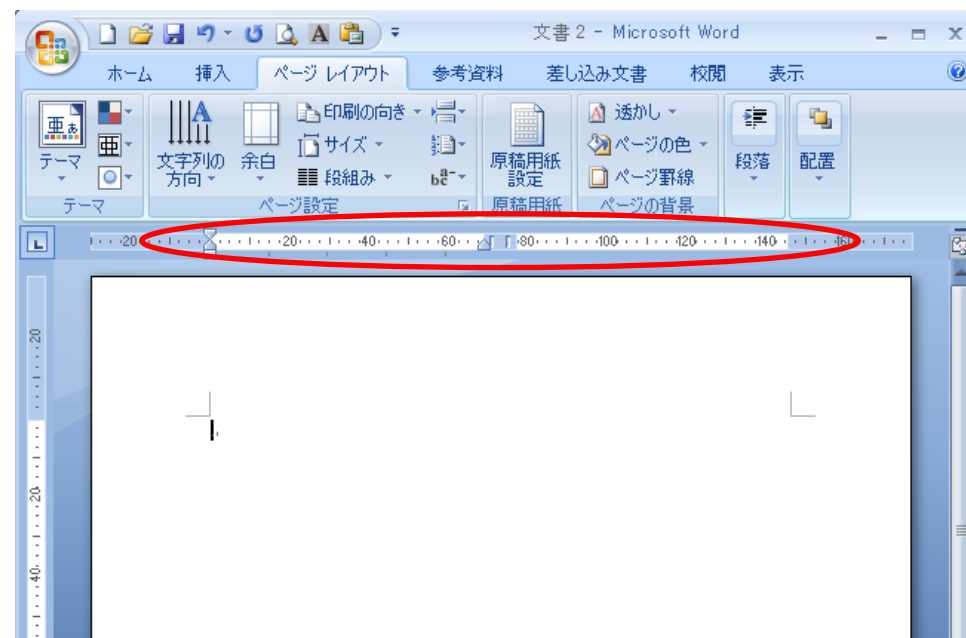 文書 2 - Microsoft Word
ホーム 挿入 ページ レイアウト 参考資料 差し込み文書 校閲 表示
亜あ
テーマ
亜
A
文字列の
方向
余白
印刷の向き
サイズ
段組み
原稿用紙
設定
透かし
ページの色
ページ罫線
段落
配置
テーマ ページ設定 原稿用紙 ページの背景
L 20 20 40 60 80 100 120 140 160
20
20
40